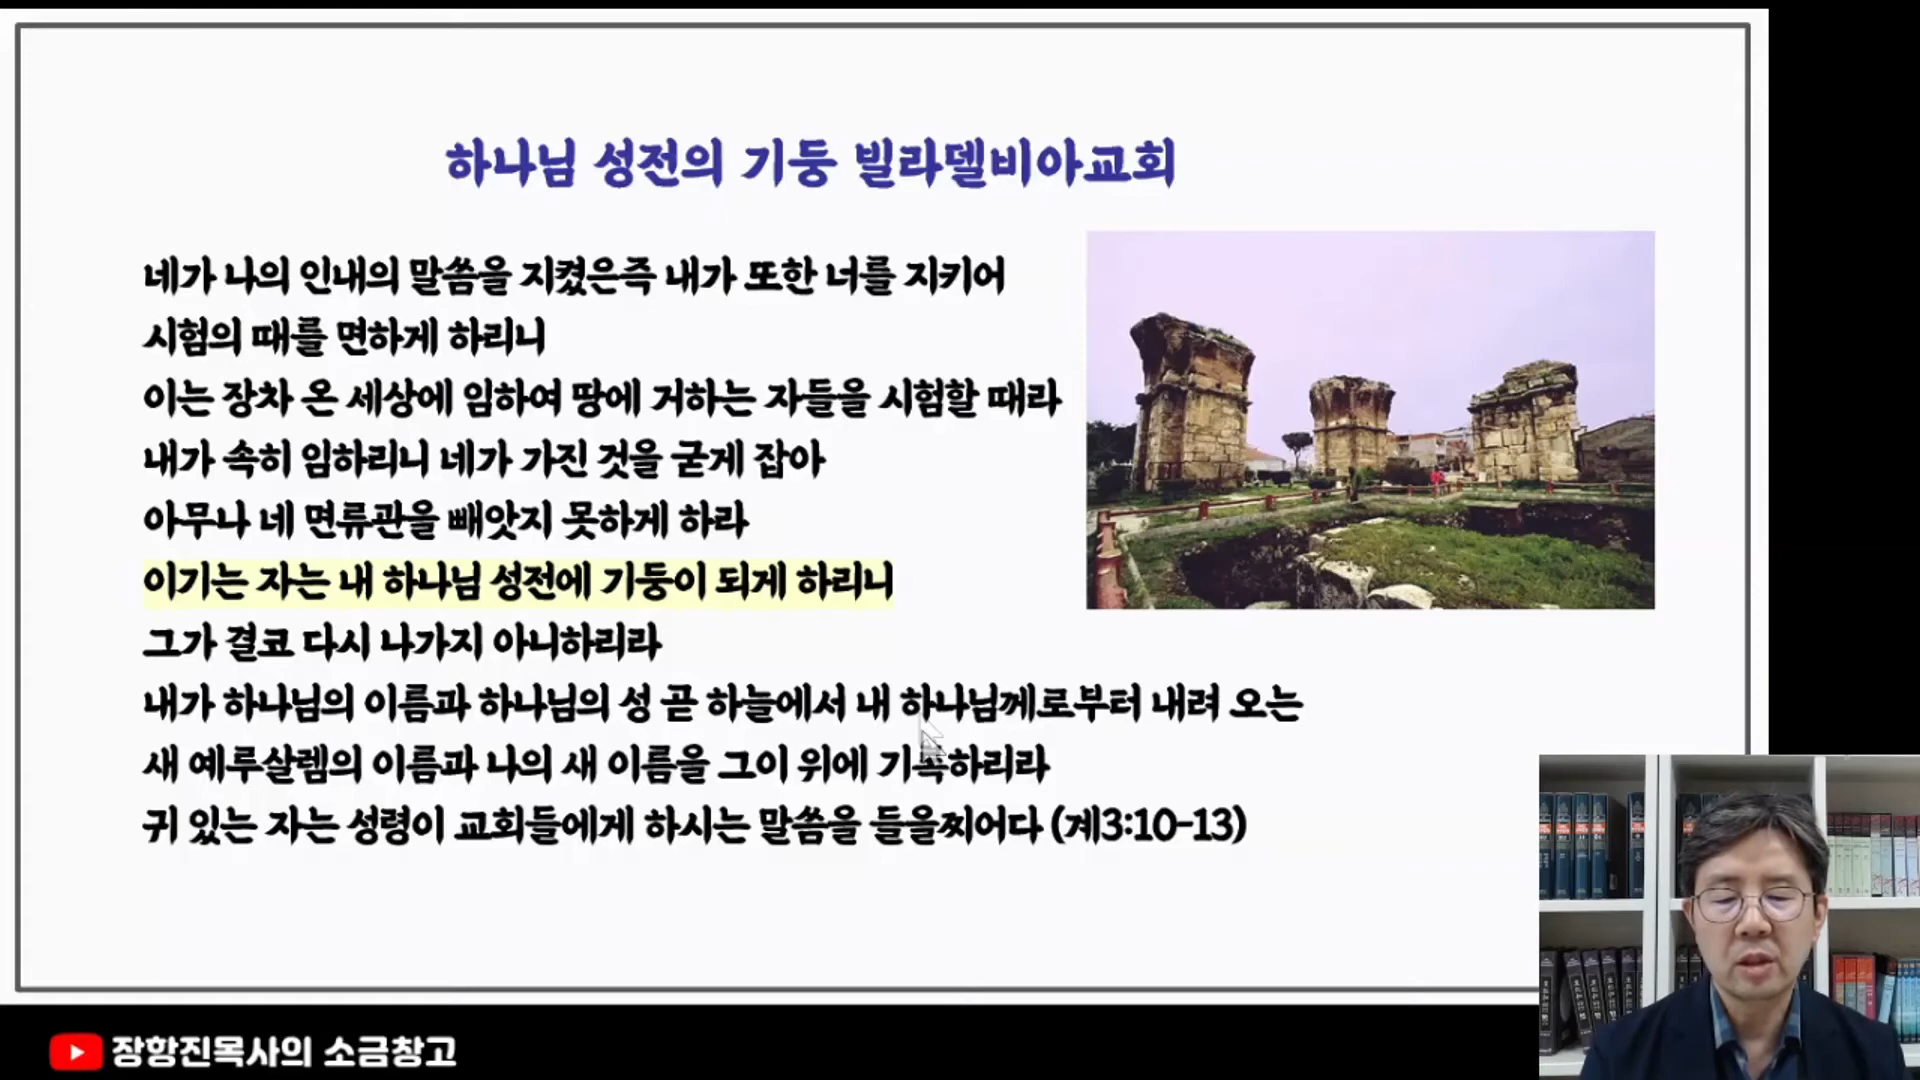 하나님 성전의 기둥 빌라델비아교회
네가 나의 인내의 말씀을 지켰은즉 내가 또한 너를 지키어
시험의 때를 면하게 하리니
이는 장차 온 세상에 임하여 땅에 거하는 자들을 시험할 때라
내가 속히 임하리니 네가 가진 것을 굳게 잡아
아무나 네 면류관을 빼앗지 못하게 하라
이기는 자는 내 하나님 성전에 기둥이 되게 하리니
그가 결코 다시 나가지 아니하리라
내가 하나님의 이름과 하나님의 성 곧 하늘에서 내 하나님께로부터 내려 오는
새 예루살렘의 이름과 나의 새 이름을 그이 위에 기록하리라
귀 있는 자는 성령이 교회들에게 하시는 말씀을 들을찌어다 (계3:10-13)
장항진목사의 소금창고